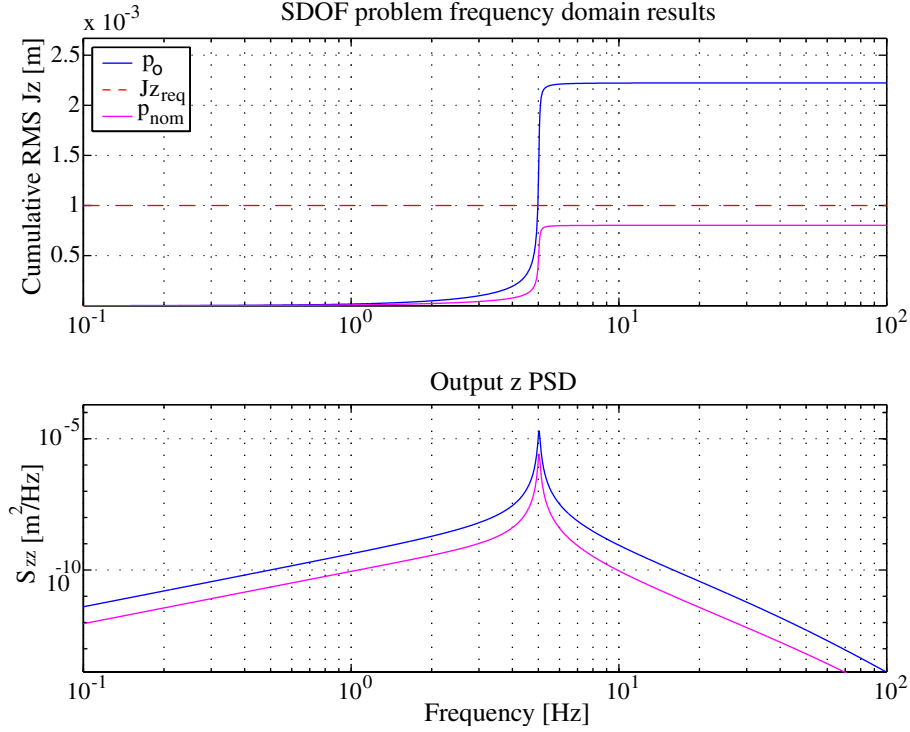 SDOF problem frequency domain results
x 10^-3
Cumulative RMS Jz [m]
2.5
2
1.5
1
0.5
p_o
Jz_req
p_nom
10^-1
10^0
10^1
10^2
Output z PSD
S_zz [m^2/Hz]
10^-5
-10
10
10^-1
10^0
10^1
10^2
Frequency [Hz]